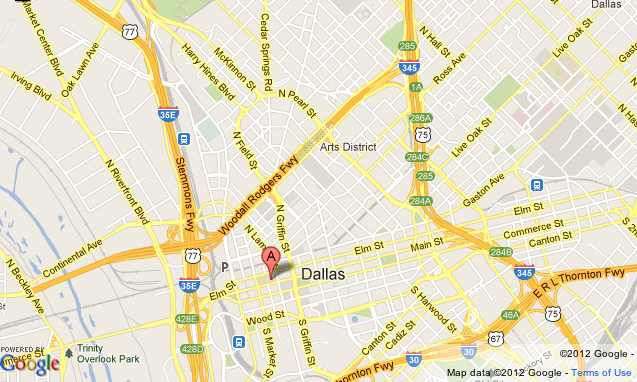 Dallas
Market Center Blvd
77
Oak Lawn Ave
Irving Blvd
Harry Hines Blvd
McKinnon St
Cedar Springs Rd
N Pearl St
285
N Hall St
Ross Ave
Live Oak St
345
1A
286A
75
284C
Live Oak St
35E
Stemmons Fwy
N Field St
Arts District
Woodall Rodgers Fwy
285
284A
Gaston Ave
N Riverfront Blvd
N Griffin St
Elm St
Commerce St
Canton St
Continental Ave
77
Elm St
Main St
284B
A
P
Dallas
345
E R L Thornton Fwy
N Beckley Ave
35E
Elm St
428E
Wood St
S Griffin St
S Market St
S Harwood St
46A
75
67
Canton St
Cadiz St
428D
30
30
Thornton Fwy
Trinity
Overlook Park
POWERED BY
Google
©2012 Google -
Map data ©2012 Google - Terms of Use